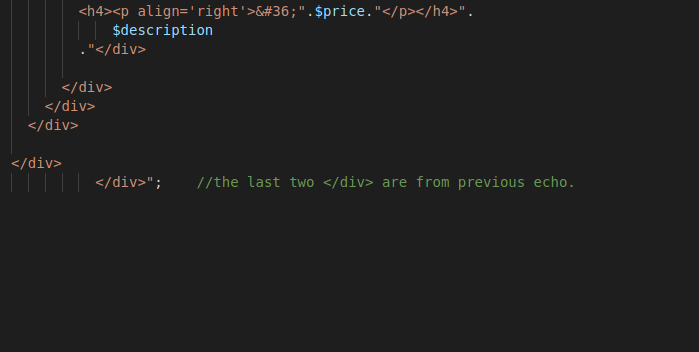 <h4><p align='right'>&#36;".$price."</p></h4>".
$description
."</div>
</div>
</div>
</div>
</div>
</div>";    //the last two </div> are from previous echo.